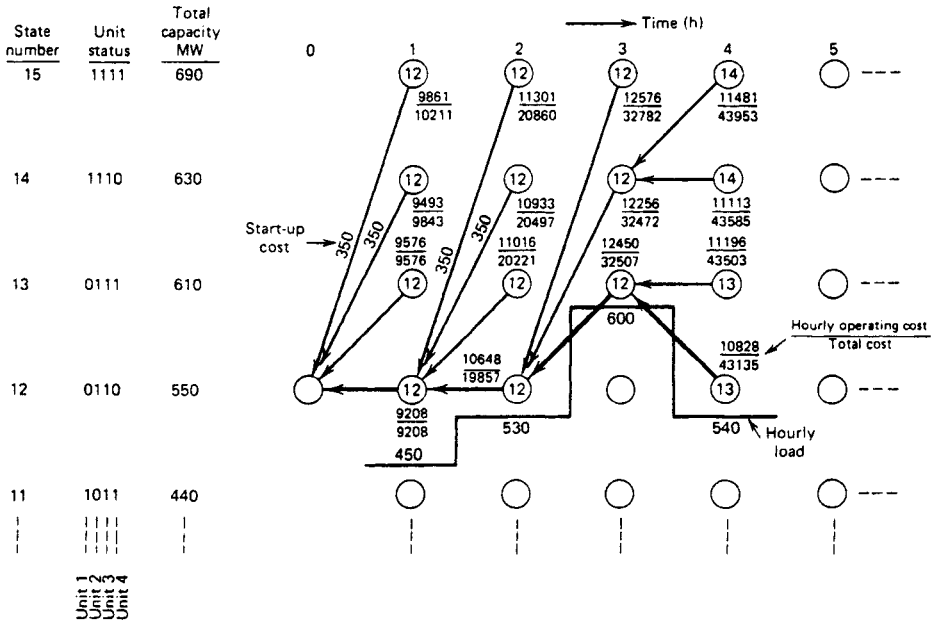 Total
State Unit capacity
number status MW
Time (h)
0 1 2 3 4 5
15 1111 690
12 12 12 14
9861 11301 12576 11481
10211 20860 32782 43953
14 1110 630
12 12 12 14
9493 10933 12256 11113
9843 20497 32472 43585
Start-up
cost
350 350 350 350
9576 11016 12450 11196
9576 20221 32507 43503
13 0111 610
12 12 12 13
600
Hourly operating cost
Total cost
10648 10828
19857 43135
12 0110 550
12 12 13
9208
9208
450 530 540
Hourly
load
11 1011 440
Unit 1
Unit 2
Unit 3
Unit 4